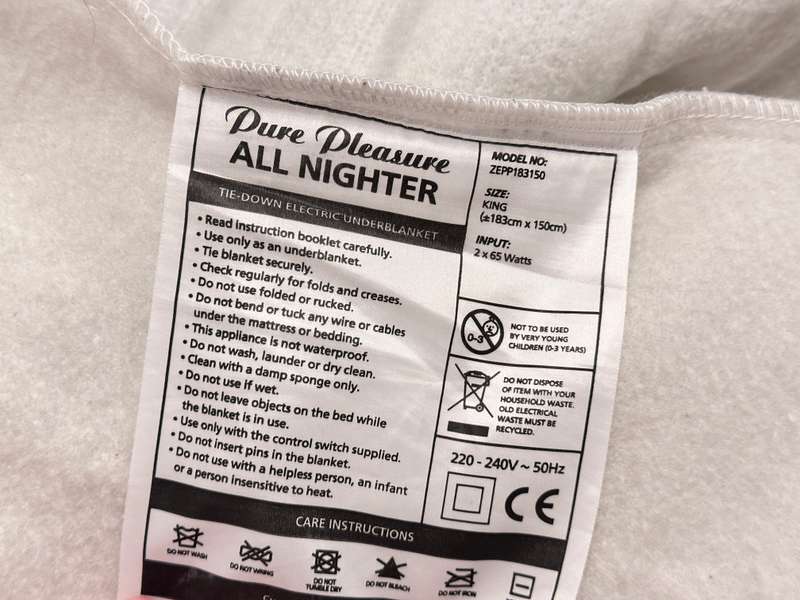 Pure Pleasure
ALL NIGHTER
TIE-DOWN ELECTRIC UNDERBLANKET
• Read instruction booklet carefully.
• Use only as an underblanket.
• Tie blanket securely.
• Check regularly for folds and creases.
• Do not use folded or rucked.
• Do not bend or tuck any wire or cables
under the mattress or bedding.
• This appliance is not waterproof.
• Do not wash, launder or dry clean.
• Clean with a damp sponge only.
• Do not use if wet.
• Do not leave objects on the bed while
the blanket is in use.
• Use only with the control switch supplied.
• Do not insert pins in the blanket.
• Do not use with a helpless person, an infant
or a person insensitive to heat.
MODEL NO:
ZEPP183150
SIZE:
KING
(±183cm x 150cm)
INPUT:
2 x 65 Watts
0-3
NOT TO BE USED
BY VERY YOUNG
CHILDREN (0-3 YEARS)
DO NOT DISPOSE
OF ITEM WITH YOUR
HOUSEHOLD WASTE.
OLD ELECTRICAL
WASTE MUST BE
RECYCLED.
220 - 240V ~ 50Hz
CE
CARE INSTRUCTIONS
DO NOT WASH
DO NOT WRING
DO NOT
TUMBLE DRY
DO NOT BLEACH
DO NOT IRON